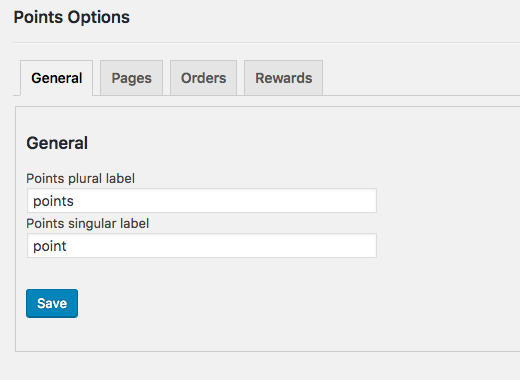 Points Options
General Pages Orders Rewards
General
Points plural label
points
Points singular label
point
Save